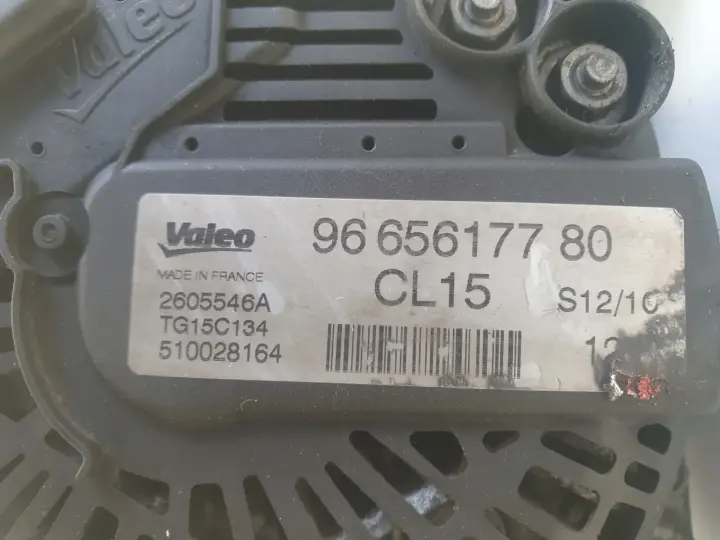 Valeo
Valeo 96 656177 80
MADE IN FRANCE
CL15
2605546A
S12/10
TG15C134
510028164